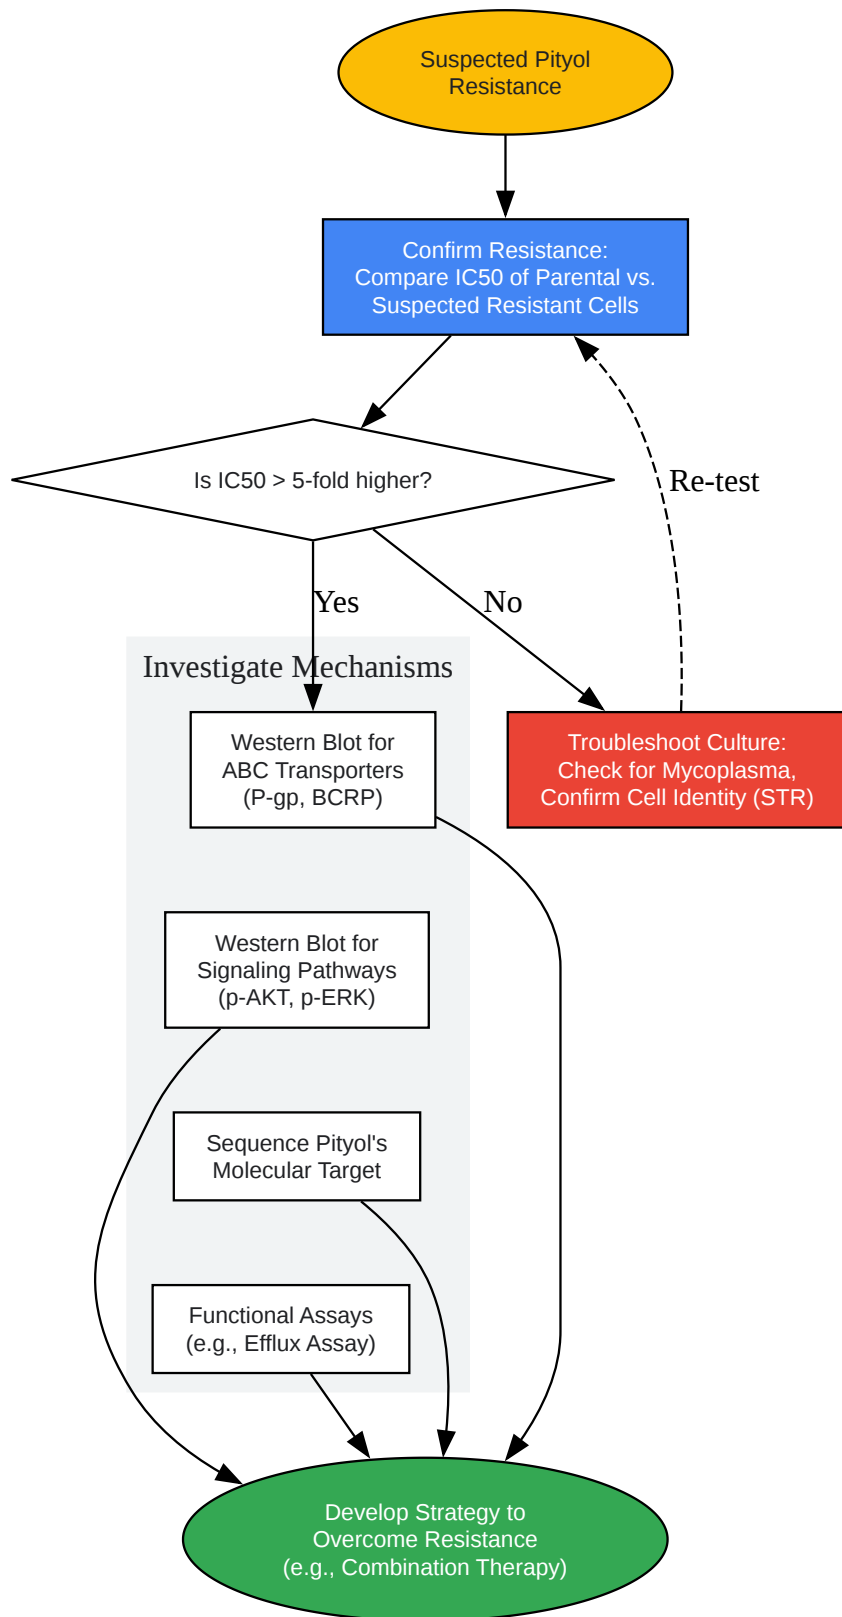 Suspected Pityol
Resistance
Confirm Resistance:
Compare IC50 of Parental vs.
Suspected Resistant Cells
Is IC50 > 5-fold higher?
Re-test
Yes
No
Investigate Mechanisms
Western Blot for
ABC Transporters
(P-gp, BCRP)
Troubleshoot Culture:
Check for Mycoplasma,
Confirm Cell Identity (STR)
Western Blot for
Signaling Pathways
(p-AKT, p-ERK)
Sequence Pityol's
Molecular Target
Functional Assays
(e.g., Efflux Assay)
Develop Strategy to
Overcome Resistance
(e.g., Combination Therapy)